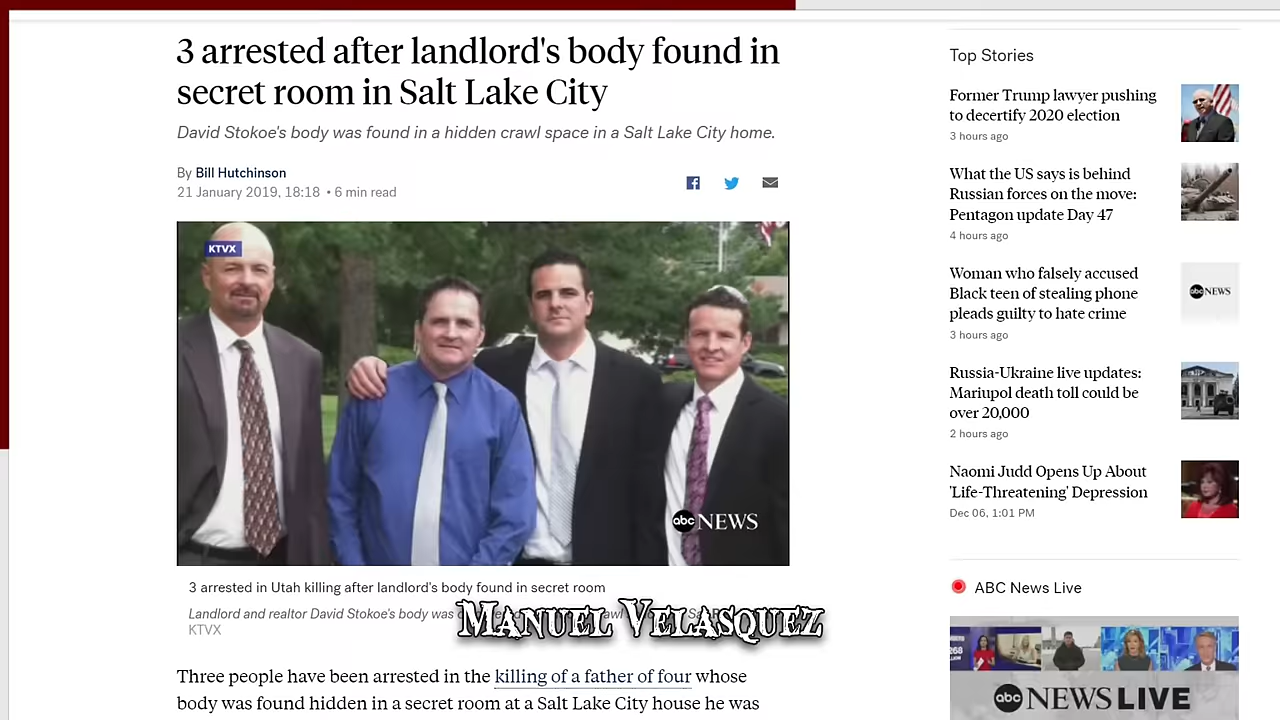 3 arrested after landlord's body found in
secret room in Salt Lake City
David Stokoe's body was found in a hidden crawl space in a Salt Lake City home.
By Bill Hutchinson
21 January 2019, 18:18 • 6 min read
KTVX
abc NEWS
3 arrested in Utah killing after landlord's body found in secret room
Landlord and realtor David Stokoe's body was
KTVX
Manuel Velasquez
Three people have been arrested in the killing of a father of four whose
body was found hidden in a secret room at a Salt Lake City house he was
Top Stories
Former Trump lawyer pushing
to decertify 2020 election
3 hours ago
What the US says is behind
Russian forces on the move:
Pentagon update Day 47
4 hours ago
Woman who falsely accused
Black teen of stealing phone
pleads guilty to hate crime
3 hours ago
abc NEWS
Russia-Ukraine live updates:
Mariupol death toll could be
over 20,000
2 hours ago
Naomi Judd Opens Up About
'Life-Threatening' Depression
Dec 06, 1:01 PM
ABC News Live
abc NEWS LIVE